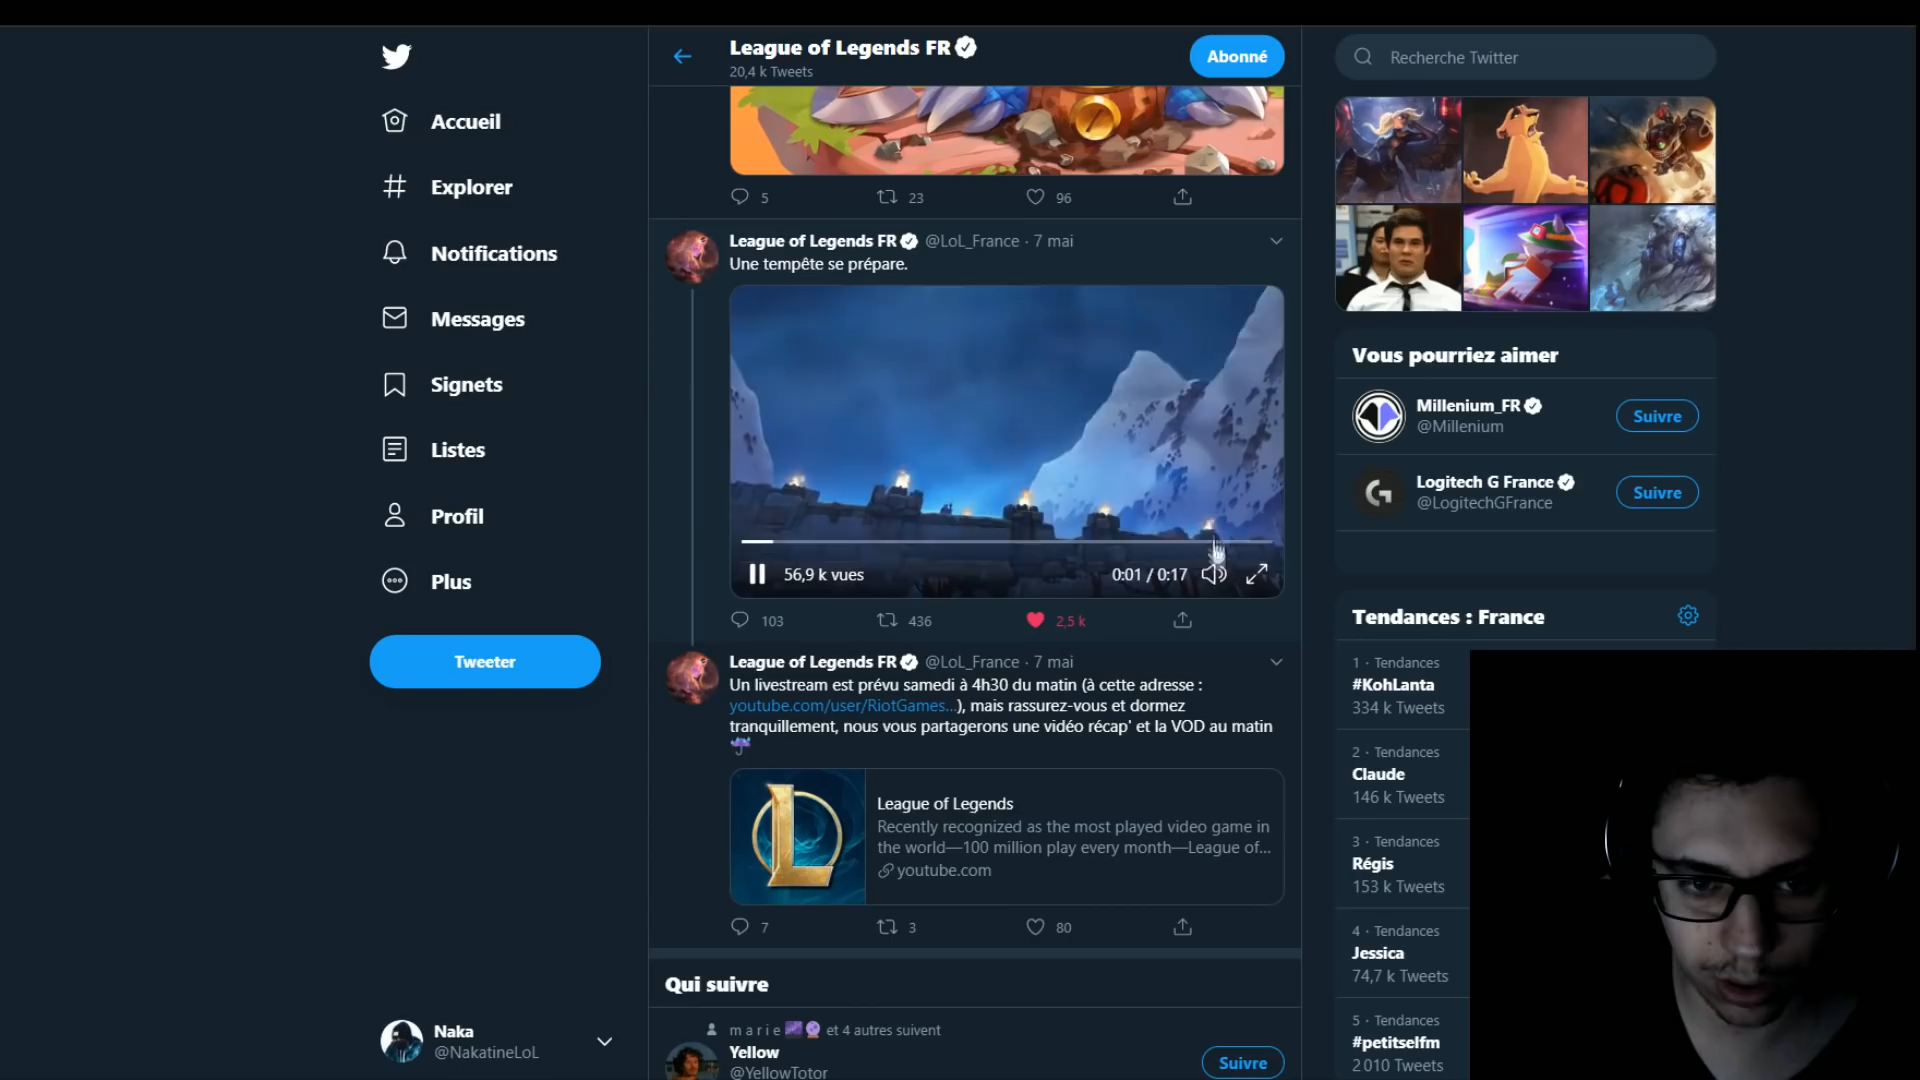 Accueil
Explorer
Notifications
Messages
Signets
Listes
Profil
Plus
Tweeter
Naka
@NakatineLoL
League of Legends FR
20,4 k Tweets
Abonné
5
23
96
League of Legends FR @LoL_France · 7 mai
Une tempête se prépare.
56,9 k vues
0:01 / 0:17
103
436
2,5 k
League of Legends FR @LoL_France · 7 mai
Un livestream est prévu samedi à 4h30 du matin (à cette adresse :
youtube.com/user/RiotGames...), mais rassurez-vous et dormez
tranquillement, nous vous partagerons une vidéo récap' et la VOD au matin
League of Legends
Recently recognized as the most played video game in
the world—100 million play every month—League of...
youtube.com
7
3
80
Qui suivre
m a r i e et 4 autres suivent
Yellow
@YellowTotor
Suivre
Recherche Twitter
Vous pourriez aimer
Millenium_FR
@Millenium
Suivre
Logitech G France
@LogitechGFrance
Suivre
Tendances : France
1 · Tendances
#KohLanta
334 k Tweets
2 · Tendances
Claude
146 k Tweets
3 · Tendances
Régis
153 k Tweets
4 · Tendances
Jessica
74,7 k Tweets
5 · Tendances
#petitselfm
2 010 Tweets